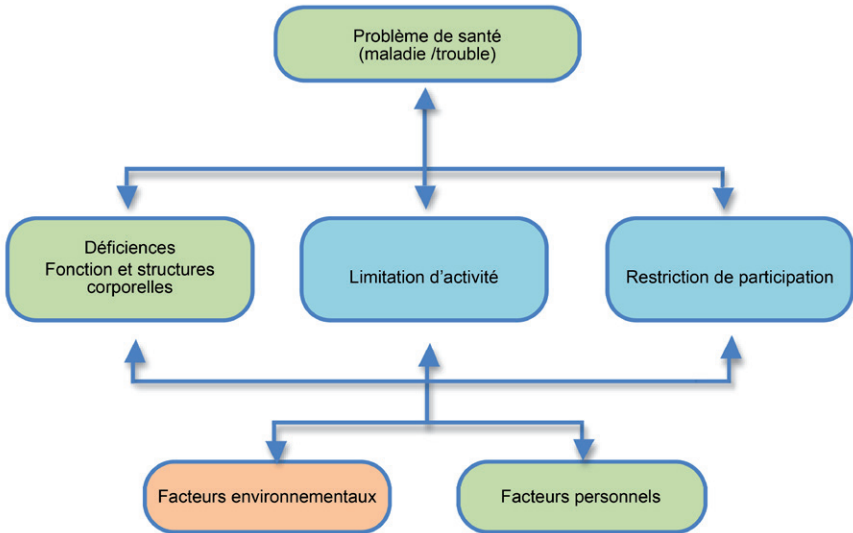 Problème de santé
(maladie /trouble)
Déficiences
Fonction et structures
corporelles
Limitation d’activité
Restriction de participation
Facteurs environnementaux
Facteurs personnels